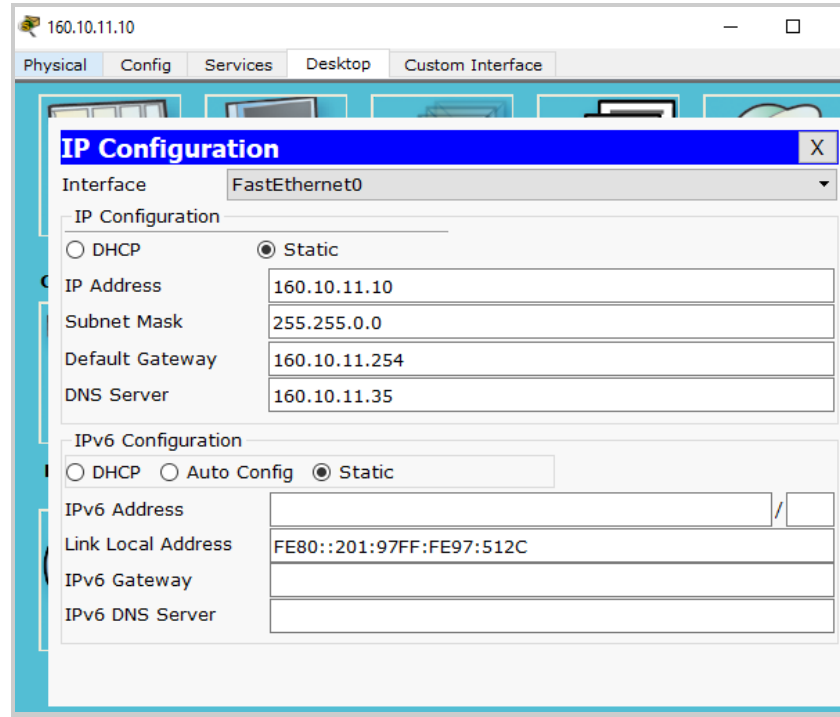 160.10.11.10
Physical Config Services Desktop Custom Interface
IP Configuration X
Interface FastEthernet0
IP Configuration
DHCP Static
IP Address 160.10.11.10
Subnet Mask 255.255.0.0
Default Gateway 160.10.11.254
DNS Server 160.10.11.35
IPv6 Configuration
DHCP Auto Config Static
IPv6 Address /
Link Local Address FE80::201:97FF:FE97:512C
IPv6 Gateway
IPv6 DNS Server